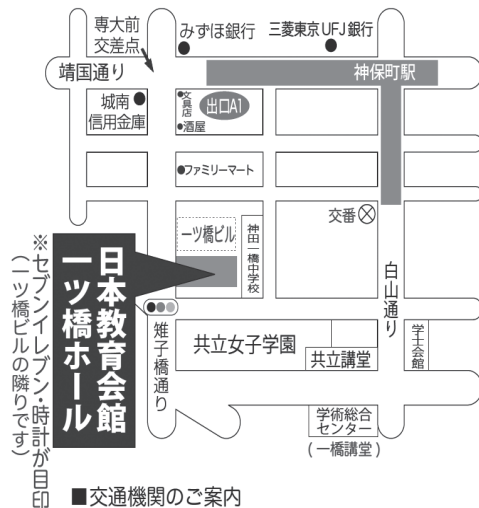 専大前
交差点
みずほ銀行
三菱東京UFJ銀行
靖国通り
神保町駅
城南
信用金庫
文具店
出口A1
酒屋
ファミリーマート
一ツ橋ビル
神田一橋中学校
交番
白山通り
日本教育会館
一ツ橋ホール
※セブンイレブン・時計が目印
(一ツ橋ビルの隣りです)
雉子橋通り
共立女子学園
共立講堂
学士会館
学術総合
センター
(一橋講堂)
■交通機関のご案内